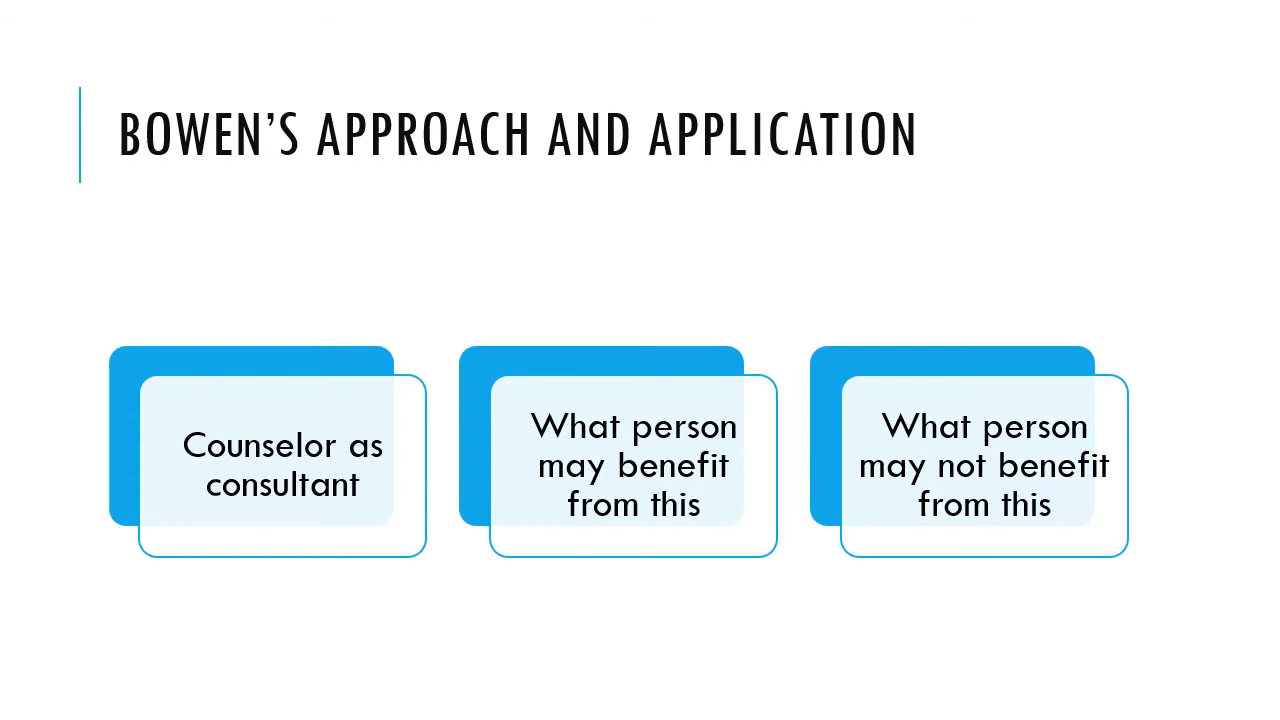 BOWEN’S APPROACH AND APPLICATION
Counselor as
consultant
What person
may benefit
from this
What person
may not benefit
from this